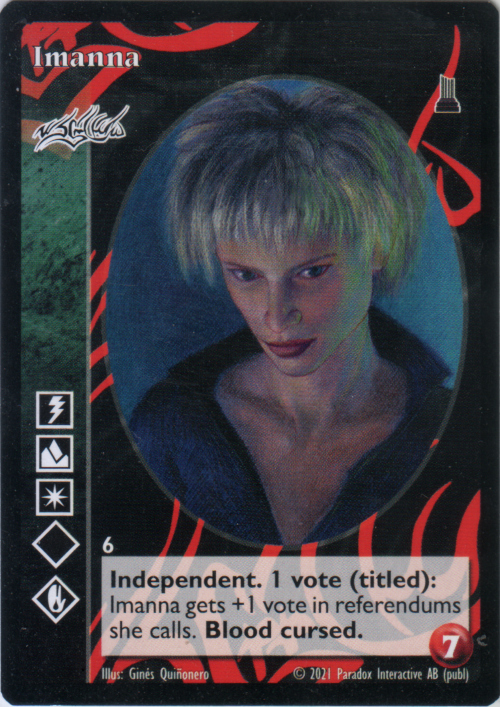 Imanna
6
Independent. 1 vote (titled):
Imanna gets +1 vote in referendums
she calls. Blood cursed.
7
Illus: Ginés Quiñonero
© 2021 Paradox Interactive AB (publ)